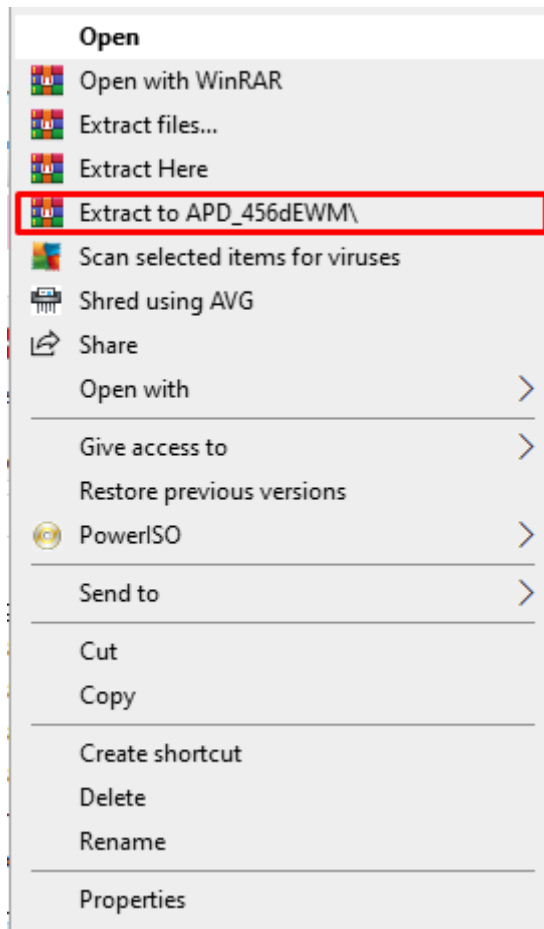 Open
Open with WinRAR
Extract files...
Extract Here
Extract to APD_456dEWM\
Scan selected items for viruses
Shred using AVG
Share
Open with
Give access to
Restore previous versions
PowerISO
Send to
Cut
Copy
Create shortcut
Delete
Rename
Properties